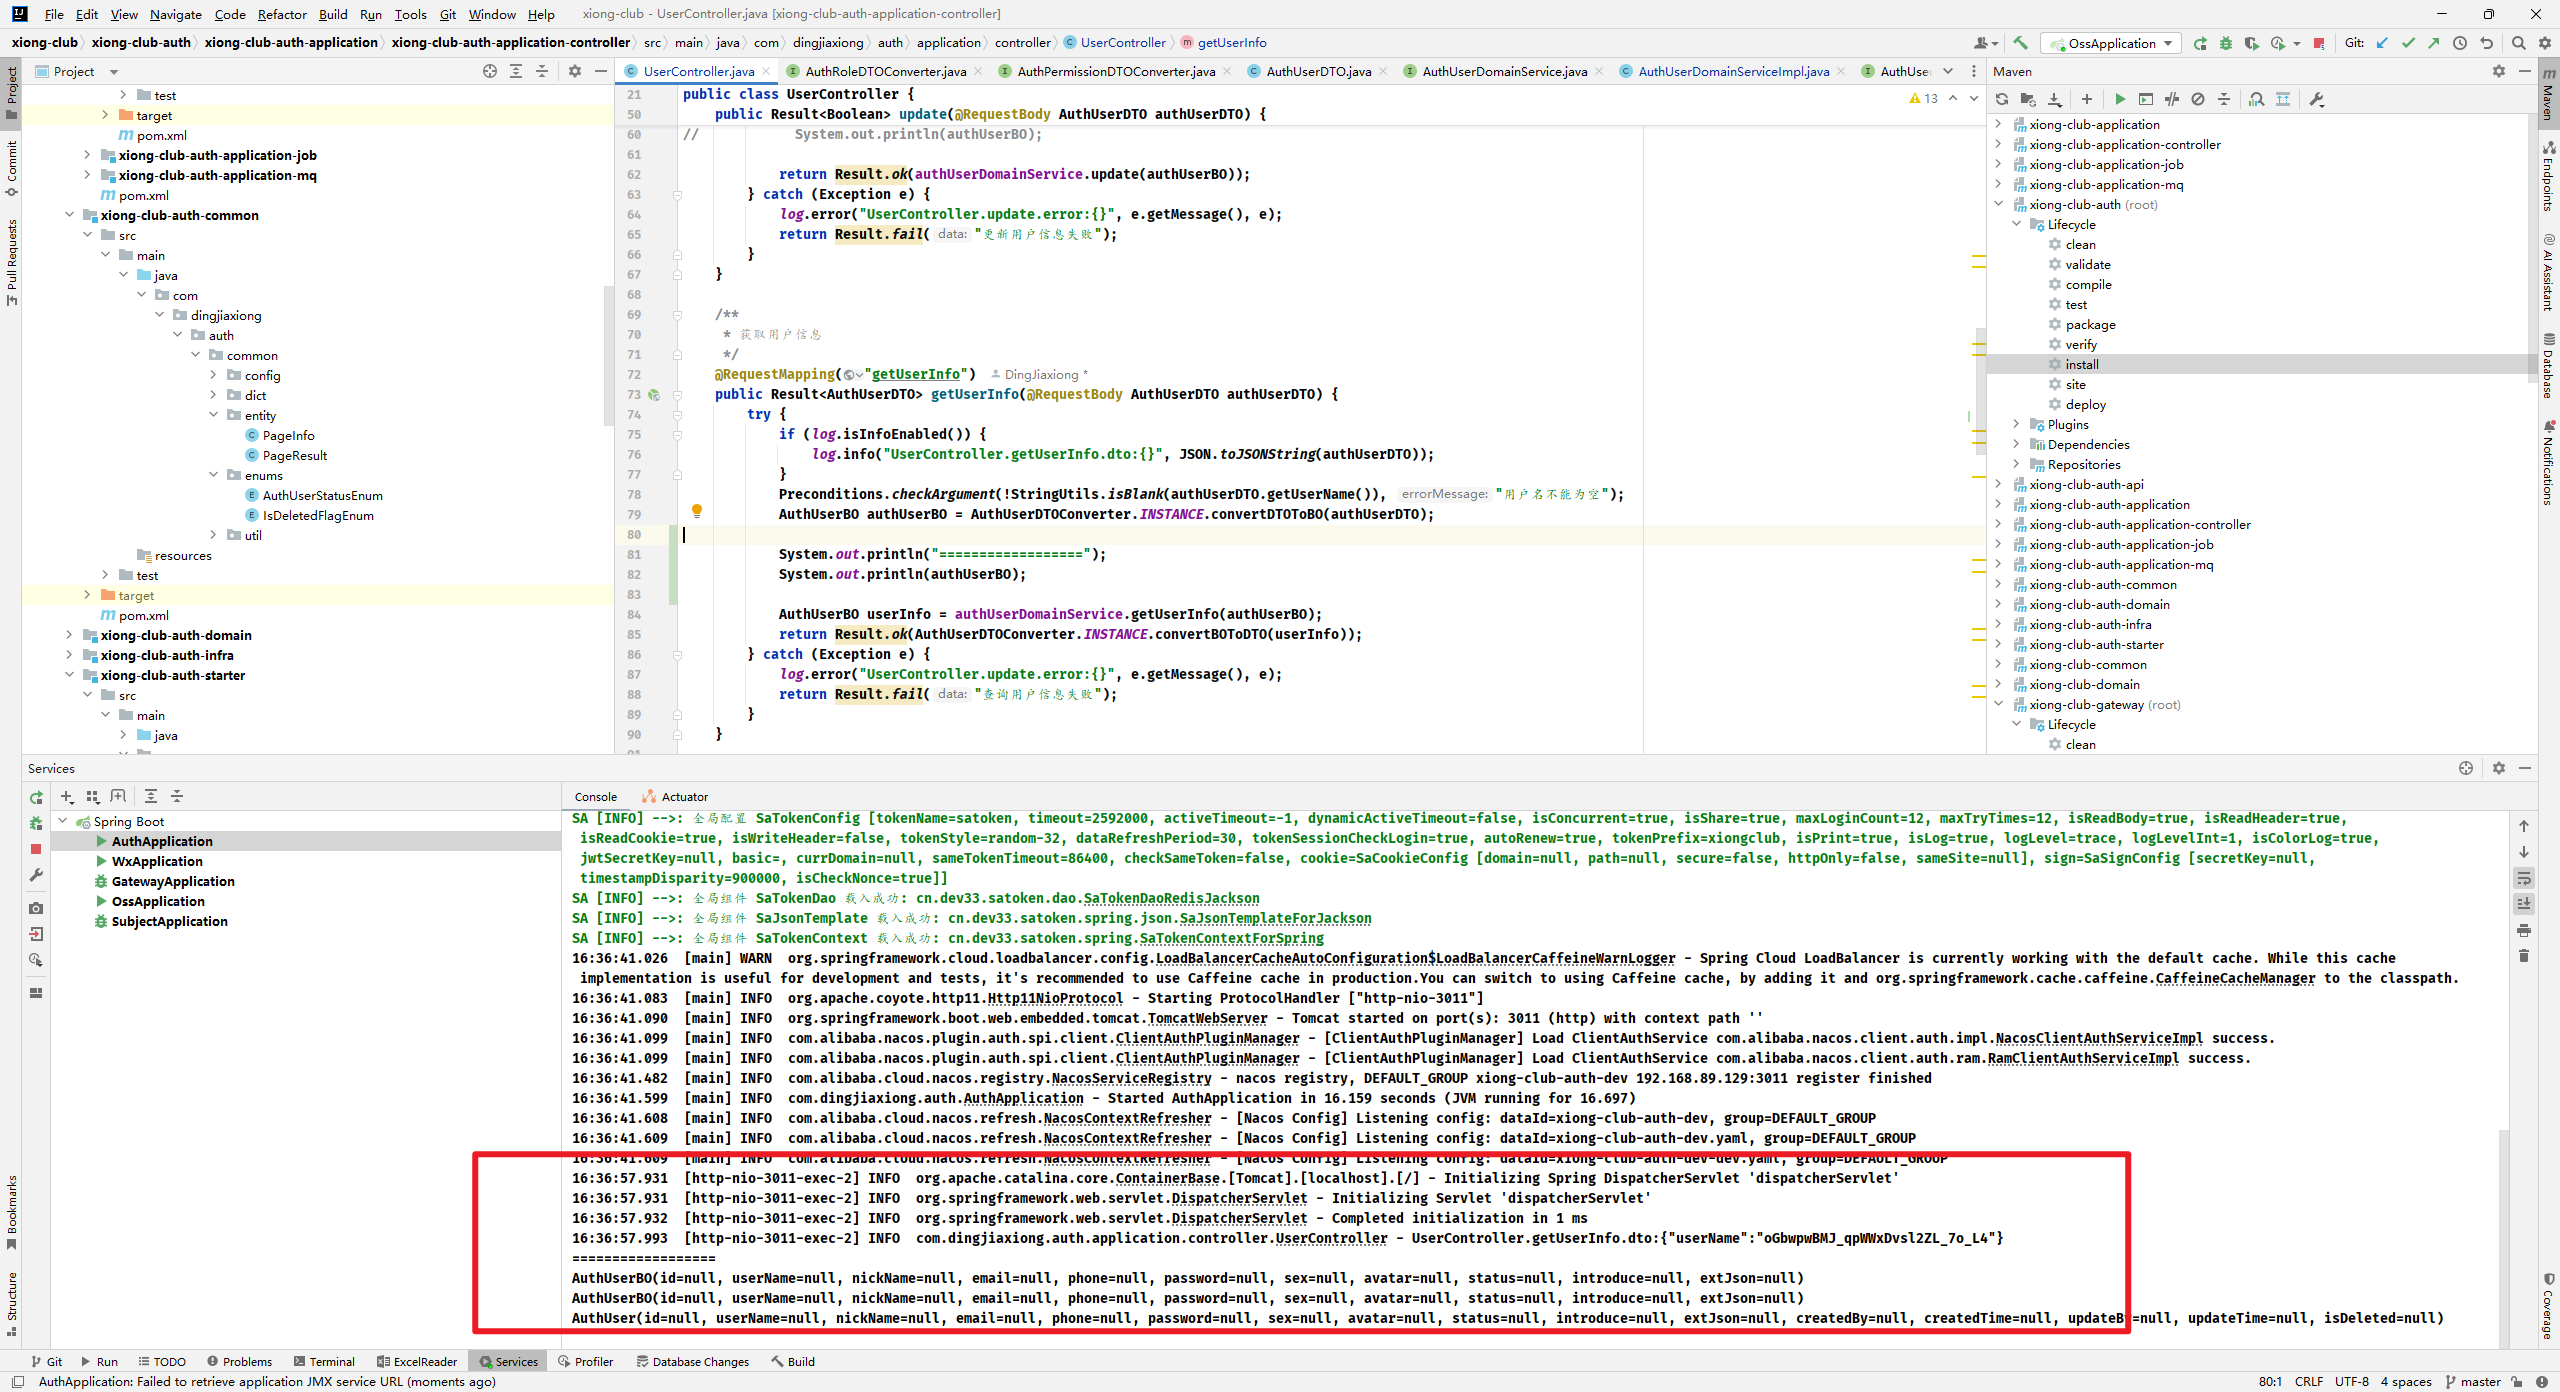 File Edit View Navigate Code Refactor Build Run Tools Git Window Help xiong-club - UserController.java [xiong-club-auth-application-controller]
xiong-club xiong-club-auth xiong-club-auth-application xiong-club-auth-application-controller src main java com dingjiaxiong auth application controller UserController getUserInfo
OssApplication Git:
Project
UserController.java AuthRoleDTOConverter.java AuthPermissionDTOConverter.java AuthUserDTO.java AuthUserDomainService.java AuthUserDomainServiceImpl.java AuthUse
Maven
Project
Commit
Pull Requests
Bookmarks
Structure
test
target
pom.xml
xiong-club-auth-application-job
xiong-club-auth-application-mq
pom.xml
xiong-club-auth-common
src
main
java
com
dingjiaxiong
auth
common
config
dict
entity
PageInfo
PageResult
enums
AuthUserStatusEnum
IsDeletedFlagEnum
util
resources
test
target
pom.xml
xiong-club-auth-domain
xiong-club-auth-infra
xiong-club-auth-starter
src
main
java
21 public class UserController {
13
50 public Result<Boolean> update(@RequestBody AuthUserDTO authUserDTO) {
60 // System.out.println(authUserBO);
61
62 return Result.ok(authUserDomainService.update(authUserBO));
63 } catch (Exception e) {
64 log.error("UserController.update.error:{}", e.getMessage(), e);
65 return Result.fail( data: "更新用户信息失败");
66 }
67 }
68
69 /**
70 * 获取用户信息
71 */
72 @RequestMapping("getUserInfo") DingJiaxiong *
73 public Result<AuthUserDTO> getUserInfo(@RequestBody AuthUserDTO authUserDTO) {
74 try {
75 if (log.isInfoEnabled()) {
76 log.info("UserController.getUserInfo.dto:{}", JSON.toJSONString(authUserDTO));
77 }
78 Preconditions.checkArgument(!StringUtils.isBlank(authUserDTO.getUserName()), errorMessage: "用户名不能为空");
79 AuthUserBO authUserBO = AuthUserDTOConverter.INSTANCE.convertDTOToBO(authUserDTO);
80
81 System.out.println("==================");
82 System.out.println(authUserBO);
83
84 AuthUserBO userInfo = authUserDomainService.getUserInfo(authUserBO);
85 return Result.ok(AuthUserDTOConverter.INSTANCE.convertBOToDTO(userInfo));
86 } catch (Exception e) {
87 log.error("UserController.update.error:{}", e.getMessage(), e);
88 return Result.fail( data: "查询用户信息失败");
89 }
90 }
91
xiong-club-application
xiong-club-application-controller
xiong-club-application-job
xiong-club-application-mq
xiong-club-auth (root)
Lifecycle
clean
validate
compile
test
package
verify
install
site
deploy
Plugins
Dependencies
Repositories
xiong-club-auth-api
xiong-club-auth-application
xiong-club-auth-application-controller
xiong-club-auth-application-job
xiong-club-auth-application-mq
xiong-club-auth-common
xiong-club-auth-domain
xiong-club-auth-infra
xiong-club-auth-starter
xiong-club-common
xiong-club-domain
xiong-club-gateway (root)
Lifecycle
clean
Maven
Endpoints
AI Assistant
Database
Notifications
Coverage
Services
Spring Boot
AuthApplication
WxApplication
GatewayApplication
OssApplication
SubjectApplication
Console Actuator
SA [INFO] -->: 全局配置 SaTokenConfig [tokenName=satoken, timeout=2592000, activeTimeout=-1, dynamicActiveTimeout=false, isConcurrent=true, isShare=true, maxLoginCount=12, maxTryTimes=12, isReadBody=true, isReadHeader=true,
isReadCookie=true, isWriteHeader=false, tokenStyle=random-32, dataRefreshPeriod=30, tokenSessionCheckLogin=true, autoRenew=true, tokenPrefix=xiongclub, isPrint=true, isLog=true, logLevel=trace, logLevelInt=1, isColorLog=true,
jwtSecretKey=null, basic=, currDomain=null, sameTokenTimeout=86400, checkSameToken=false, cookie=SaCookieConfig [domain=null, path=null, secure=false, httpOnly=false, sameSite=null], sign=SaSignConfig [secretKey=null,
timestampDisparity=900000, isCheckNonce=true]]
SA [INFO] -->: 全局组件 SaTokenDao 载入成功: cn.dev33.satoken.dao.SaTokenDaoRedisJackson
SA [INFO] -->: 全局组件 SaJsonTemplate 载入成功: cn.dev33.satoken.spring.json.SaJsonTemplateForJackson
SA [INFO] -->: 全局组件 SaTokenContext 载入成功: cn.dev33.satoken.spring.SaTokenContextForSpring
16:36:41.026 [main] WARN org.springframework.cloud.loadbalancer.config.LoadBalancerCacheAutoConfiguration$LoadBalancerCaffeineWarnLogger - Spring Cloud LoadBalancer is currently working with the default cache. While this cache
implementation is useful for development and tests, it's recommended to use Caffeine cache in production.You can switch to using Caffeine cache, by adding it and org.springframework.cache.caffeine.CaffeineCacheManager to the classpath.
16:36:41.083 [main] INFO org.apache.coyote.http11.Http11NioProtocol - Starting ProtocolHandler ["http-nio-3011"]
16:36:41.090 [main] INFO org.springframework.boot.web.embedded.tomcat.TomcatWebServer - Tomcat started on port(s): 3011 (http) with context path ''
16:36:41.099 [main] INFO com.alibaba.nacos.plugin.auth.spi.client.ClientAuthPluginManager - [ClientAuthPluginManager] Load ClientAuthService com.alibaba.nacos.client.auth.impl.NacosClientAuthServiceImpl success.
16:36:41.099 [main] INFO com.alibaba.nacos.plugin.auth.spi.client.ClientAuthPluginManager - [ClientAuthPluginManager] Load ClientAuthService com.alibaba.nacos.client.auth.ram.RamClientAuthServiceImpl success.
16:36:41.482 [main] INFO com.alibaba.cloud.nacos.registry.NacosServiceRegistry - nacos registry, DEFAULT_GROUP xiong-club-auth-dev 192.168.89.129:3011 register finished
16:36:41.599 [main] INFO com.dingjiaxiong.auth.AuthApplication - Started AuthApplication in 16.159 seconds (JVM running for 16.697)
16:36:41.608 [main] INFO com.alibaba.cloud.nacos.refresh.NacosContextRefresher - [Nacos Config] Listening config: dataId=xiong-club-auth-dev, group=DEFAULT_GROUP
16:36:41.609 [main] INFO com.alibaba.cloud.nacos.refresh.NacosContextRefresher - [Nacos Config] Listening config: dataId=xiong-club-auth-dev.yaml, group=DEFAULT_GROUP
16:36:41.609 [main] INFO com.alibaba.cloud.nacos.refresh.NacosContextRefresher - [Nacos Config] Listening config: dataId=xiong-club-auth-dev-dev.yaml, group=DEFAULT_GROUP
16:36:57.931 [http-nio-3011-exec-2] INFO org.apache.catalina.core.ContainerBase.[Tomcat].[localhost].[/] - Initializing Spring DispatcherServlet 'dispatcherServlet'
16:36:57.931 [http-nio-3011-exec-2] INFO org.springframework.web.servlet.DispatcherServlet - Initializing Servlet 'dispatcherServlet'
16:36:57.932 [http-nio-3011-exec-2] INFO org.springframework.web.servlet.DispatcherServlet - Completed initialization in 1 ms
16:36:57.993 [http-nio-3011-exec-2] INFO com.dingjiaxiong.auth.application.controller.UserController - UserController.getUserInfo.dto:{"userName":"oGbwpwBMJ_qpWWxDvsl2ZL_7o_L4"}
==================
AuthUserBO(id=null, userName=null, nickName=null, email=null, phone=null, password=null, sex=null, avatar=null, status=null, introduce=null, extJson=null)
AuthUserBO(id=null, userName=null, nickName=null, email=null, phone=null, password=null, sex=null, avatar=null, status=null, introduce=null, extJson=null)
AuthUser(id=null, userName=null, nickName=null, email=null, phone=null, password=null, sex=null, avatar=null, status=null, introduce=null, extJson=null, createdBy=null, createdTime=null, updateBy=null, updateTime=null, isDeleted=null)
Git Run TODO Problems Terminal ExcelReader Services Profiler Database Changes Build
AuthApplication: Failed to retrieve application JMX service URL (moments ago) 80:1 CRLF UTF-8 4 spaces master